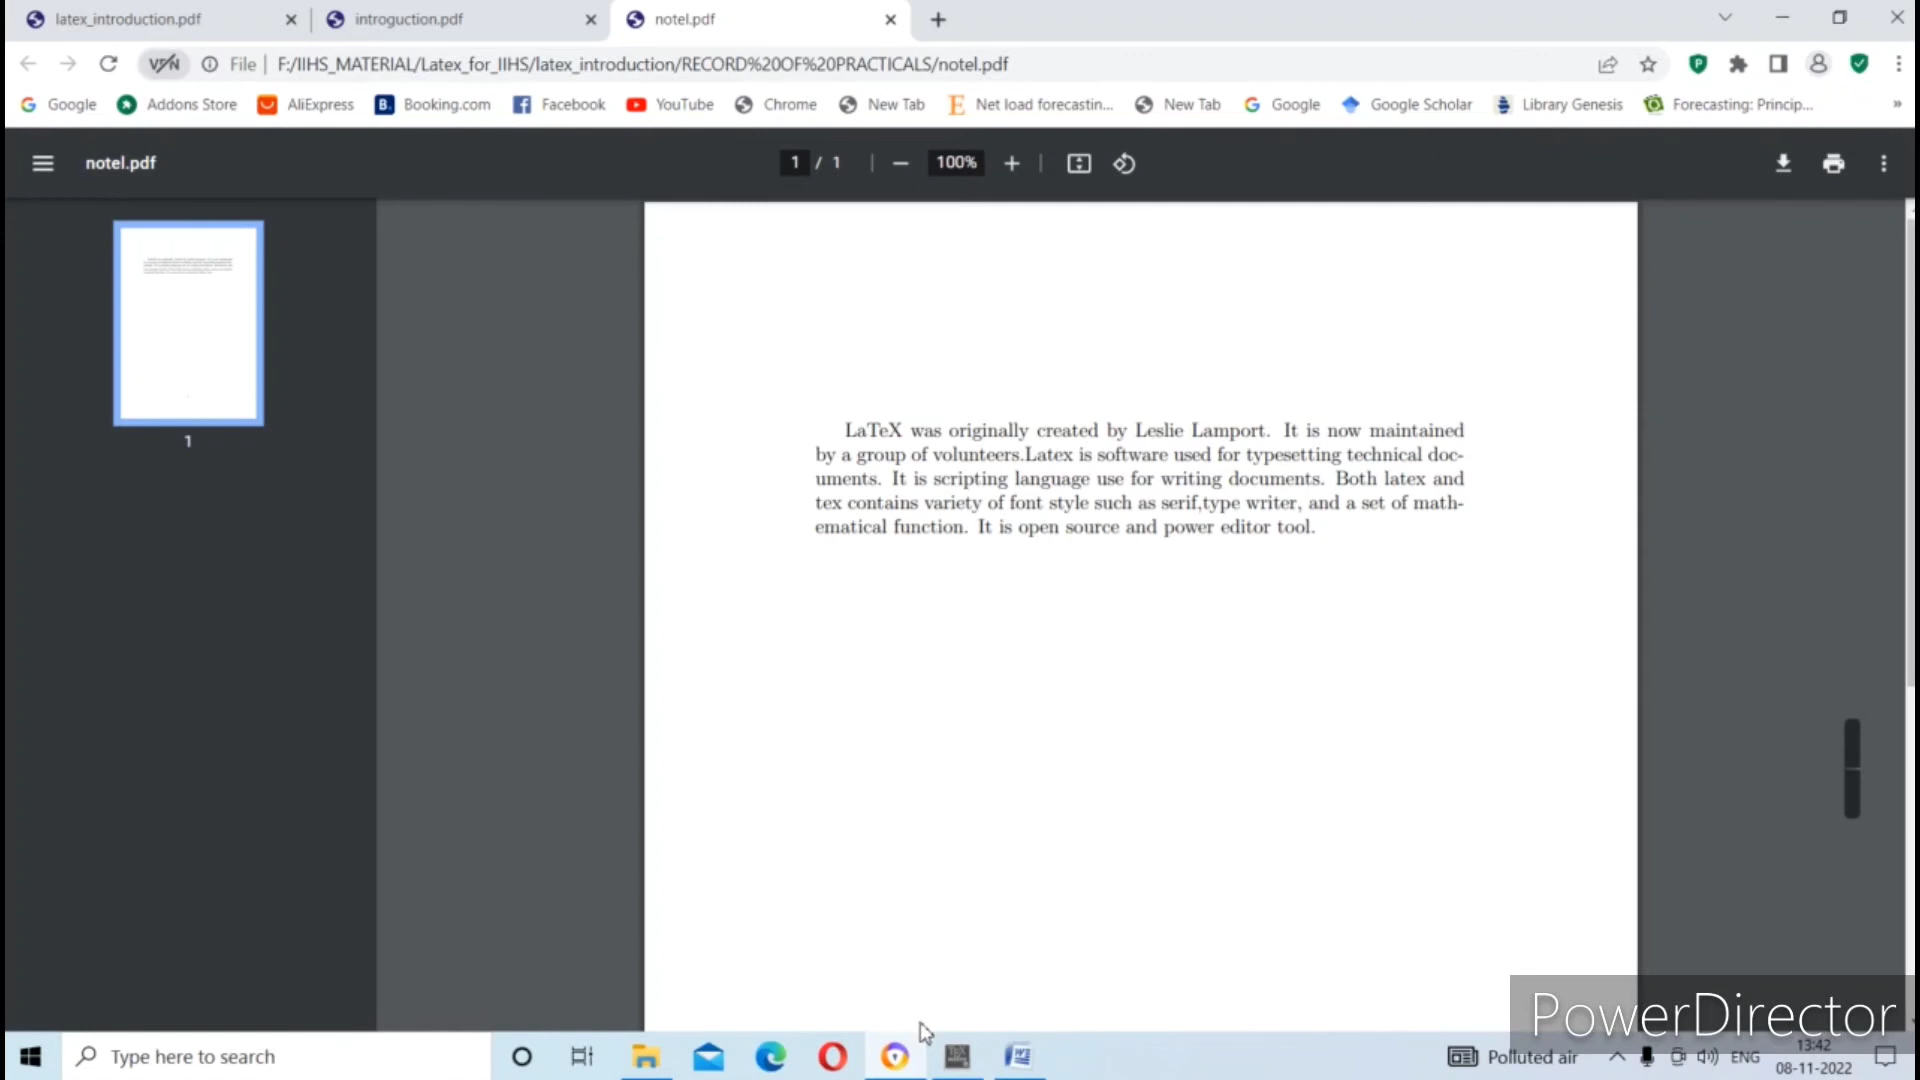 latex_introduction.pdf
introguction.pdf
notel.pdf
VPN
File
F:/IIHS_MATERIAL/Latex_for_IIHS/latex_introduction/RECORD%20OF%20PRACTICALS/notel.pdf
Google
Addons Store
AliExpress
Booking.com
Facebook
YouTube
Chrome
New Tab
Net load forecastin...
New Tab
Google
Google Scholar
Library Genesis
Forecasting: Princip...
»
notel.pdf
1 / 1
100%
1
LaTeX was originally created by Leslie Lamport. It is now maintained
by a group of volunteers.Latex is software used for typesetting technical doc-
uments. It is scripting language use for writing documents. Both latex and
tex contains variety of font style such as serif,type writer, and a set of math-
ematical function. It is open source and power editor tool.
PowerDirector
Type here to search
Polluted air
ENG
13:42
08-11-2022